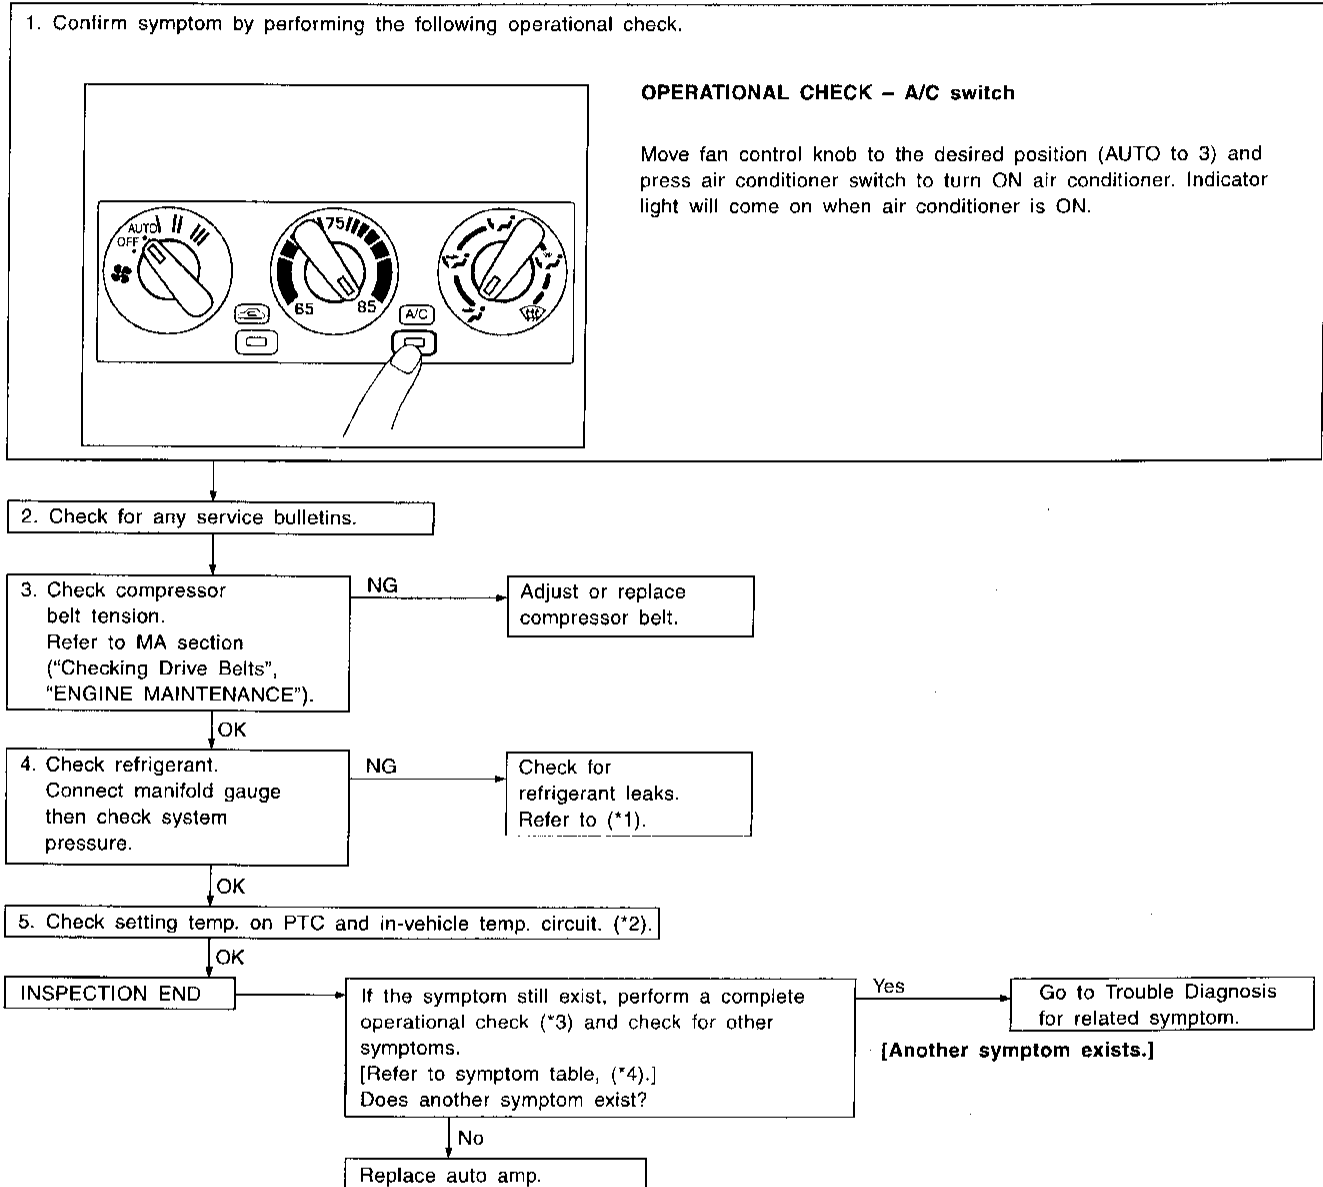 1. Confirm symptom by performing the following operational check.
OPERATIONAL CHECK – A/C switch
Move fan control knob to the desired position (AUTO to 3) and
press air conditioner switch to turn ON air conditioner. Indicator
light will come on when air conditioner is ON.
AUTO
OFF
75
65
85
A/C
2. Check for any service bulletins.
3. Check compressor
belt tension.
Refer to MA section
("Checking Drive Belts",
"ENGINE MAINTENANCE").
NG
Adjust or replace
compressor belt.
OK
4. Check refrigerant.
Connect manifold gauge
then check system
pressure.
NG
Check for
refrigerant leaks.
Refer to (*1).
OK
5. Check setting temp. on PTC and in-vehicle temp. circuit. (*2).
OK
INSPECTION END
If the symptom still exist, perform a complete
operational check (*3) and check for other
symptoms.
[Refer to symptom table, (*4).]
Does another symptom exist?
Yes
Go to Trouble Diagnosis
for related symptom.
[Another symptom exists.]
No
Replace auto amp.